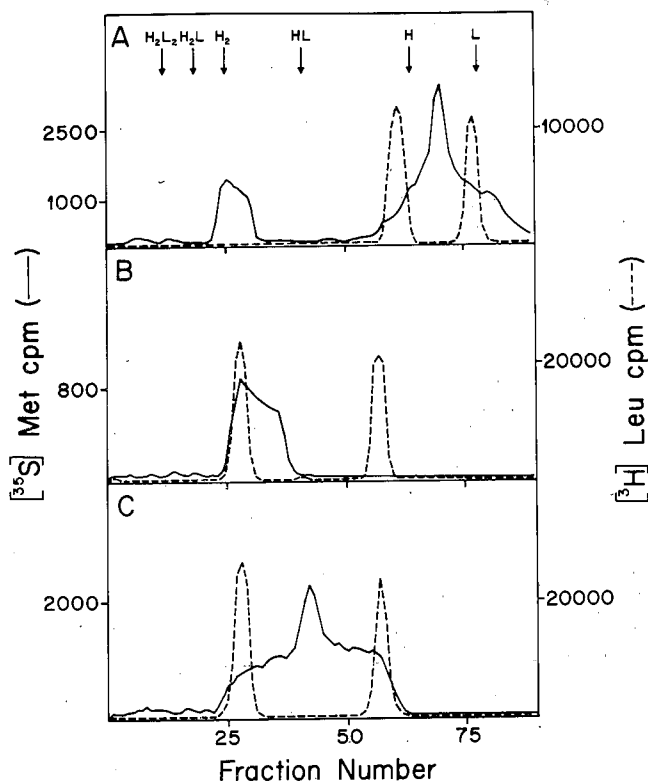 A
H₂L₂ H₂L H₂ HL H L
2500
1000
10000
B
800
20000
C
2000
20000
25 50 75
Fraction Number
[³⁵S] Met cpm (—)
[³H] Leu cpm (---)